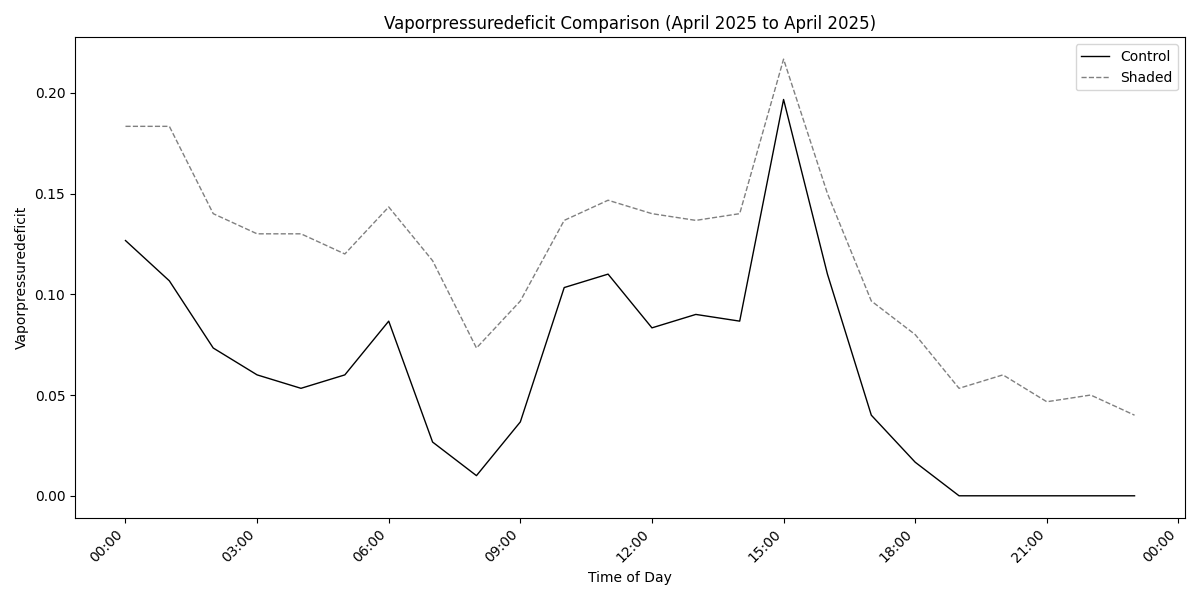 Vaporpressuredeficit Comparison (April 2025 to April 2025)
Control
Shaded
Vaporpressuredeficit
0.20
0.15
0.10
0.05
0.00
00:00 03:00 06:00 09:00 12:00 15:00 18:00 21:00 00:00
Time of Day